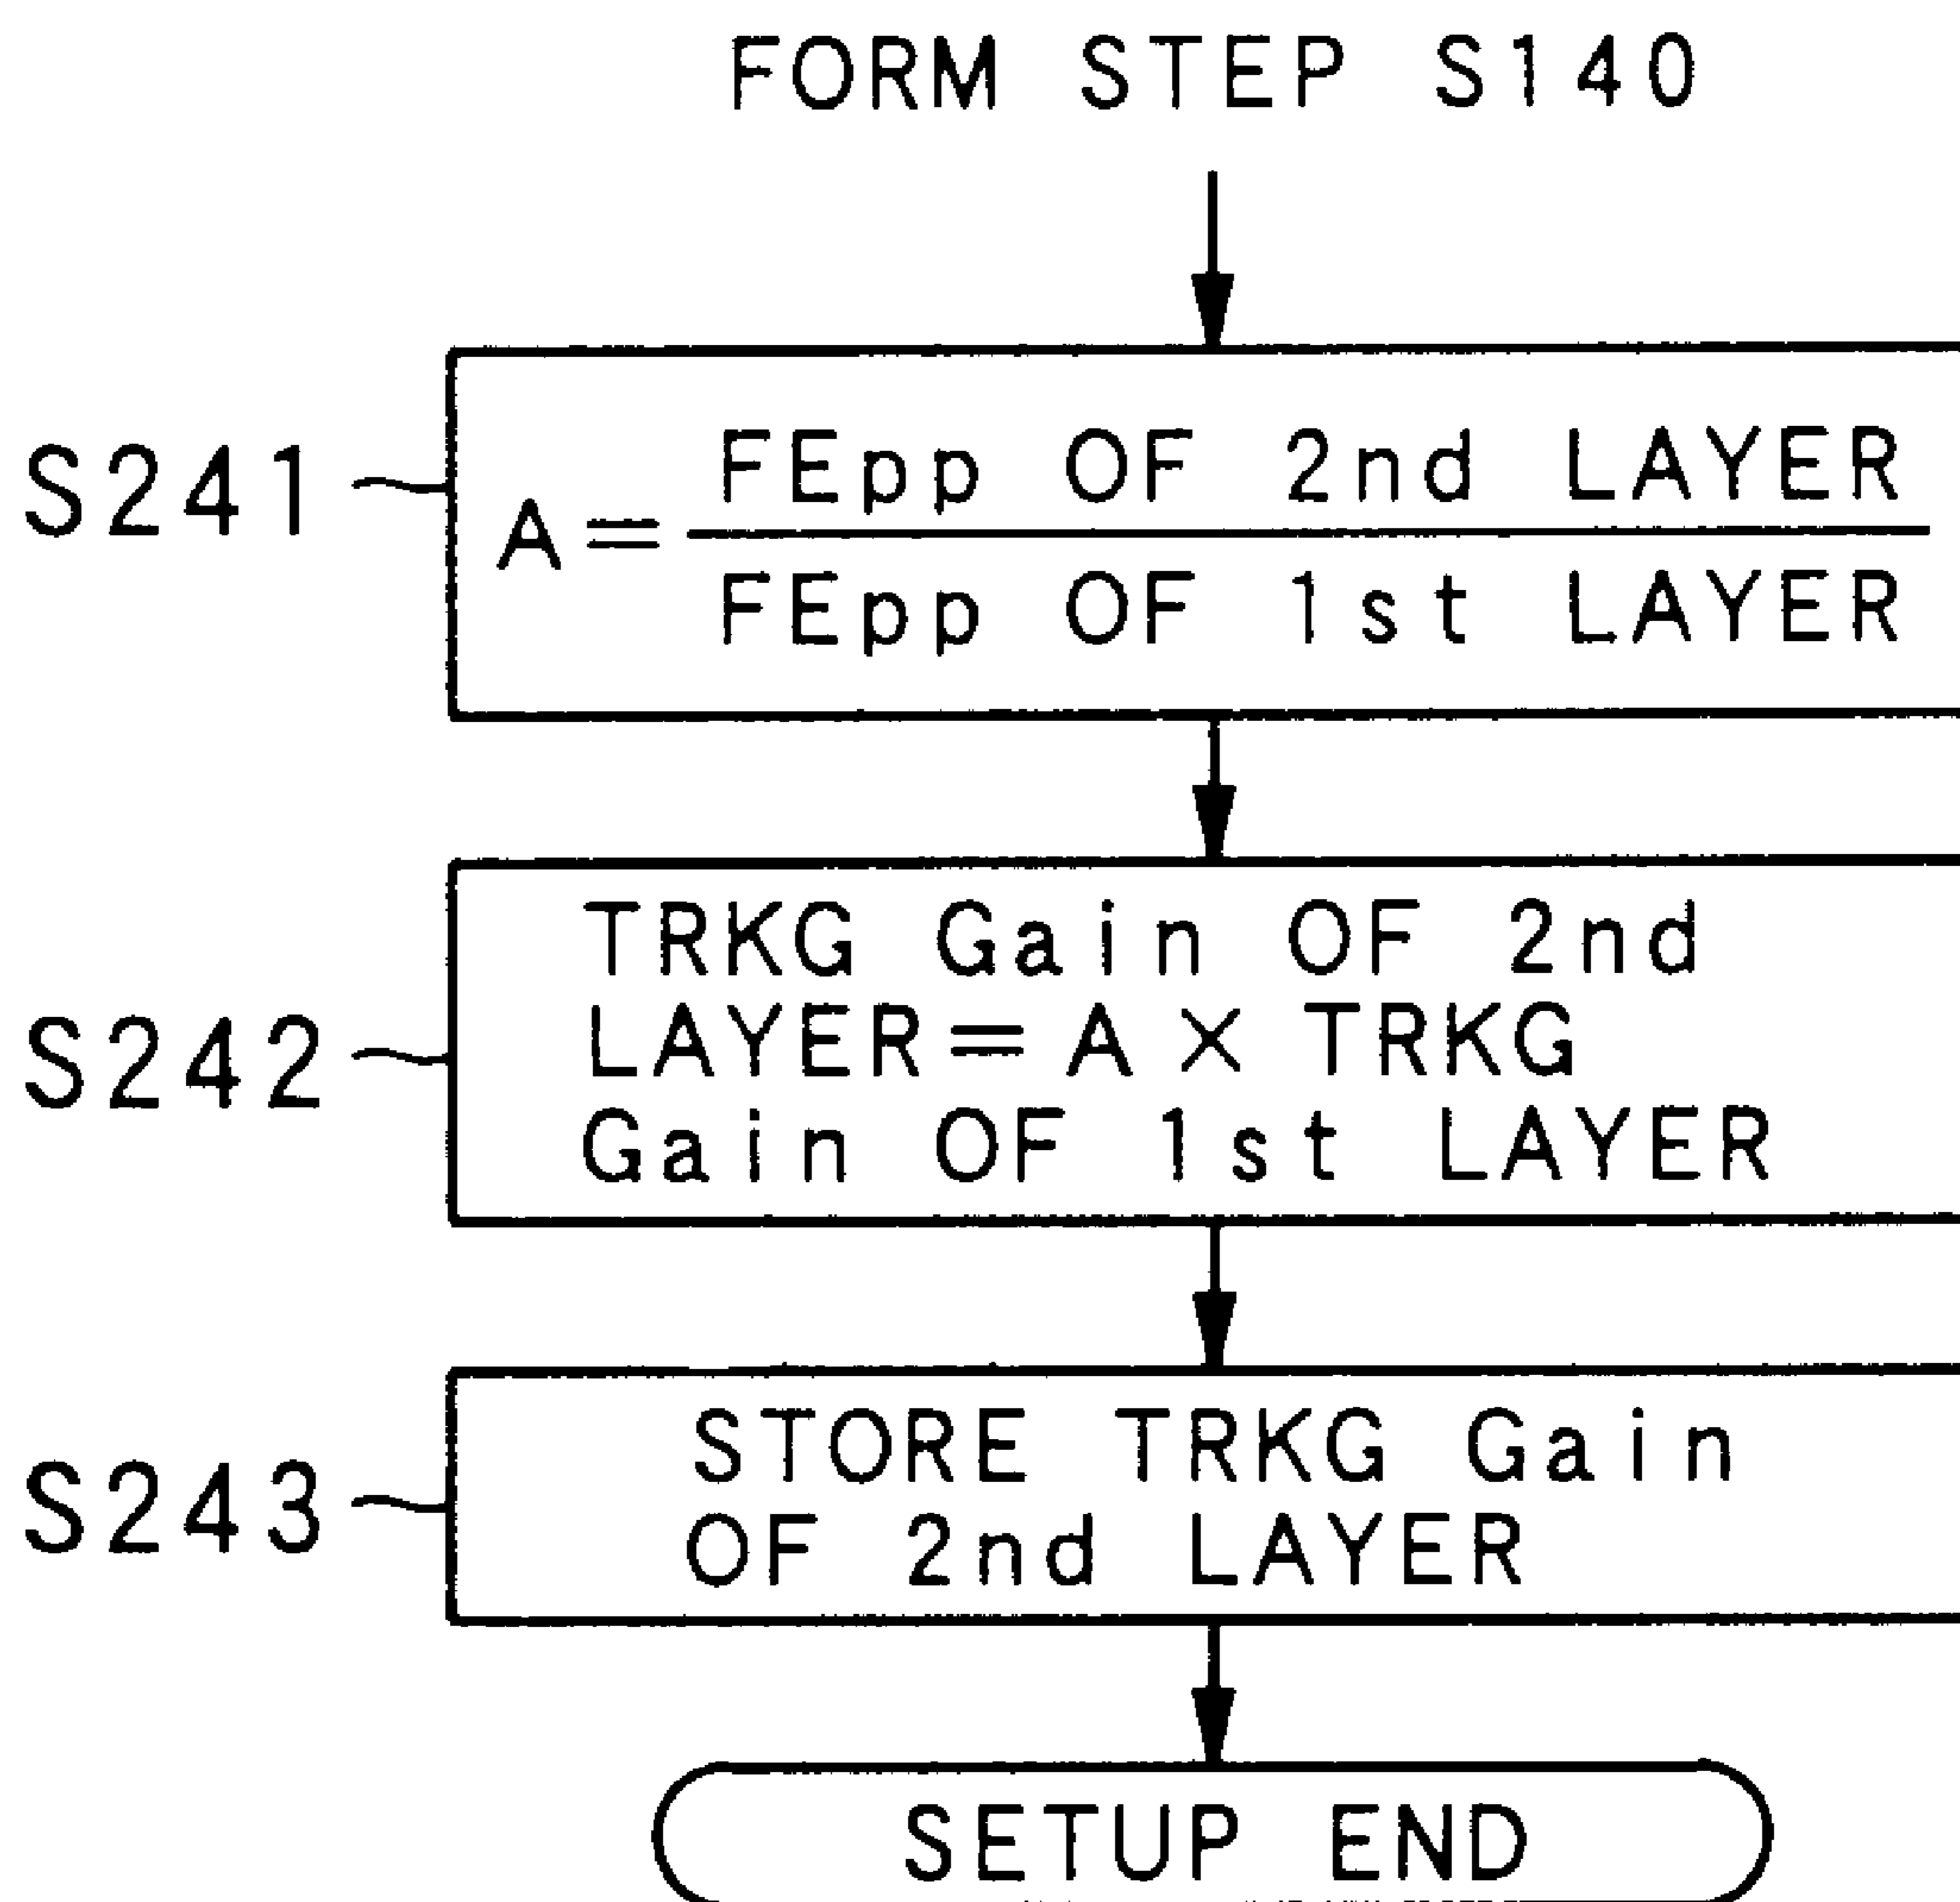 FORM STEP S140
S241
A=
FEpp OF 2nd LAYER
FEpp OF 1st LAYER
S242
TRKG Gain OF 2nd
LAYER=A×TRKG
Gain OF 1st LAYER
S243
STORE TRKG Gain
OF 2nd LAYER
SETUP END